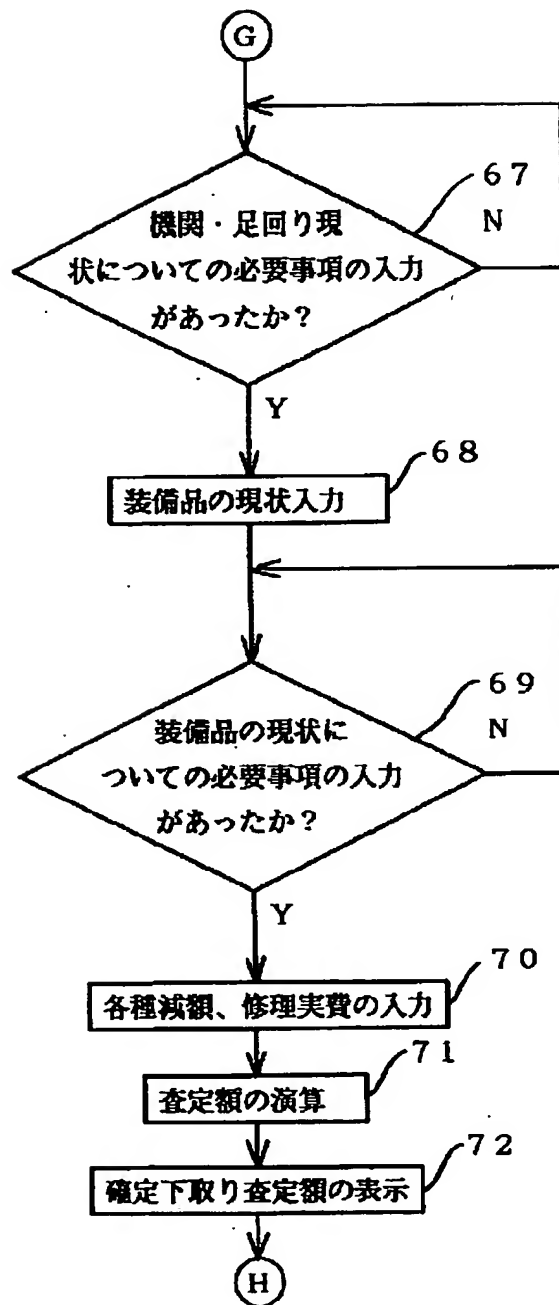 G
67
機関・足回り現
N
状についての必要事項の入力
があったか?
Y
68
装備品の現状入力
69
装備品の現状に
N
ついての必要事項の入力
があったか?
Y
70
各種減額、修理実費の入力
71
査定額の演算
72
確定下取り査定額の表示
H